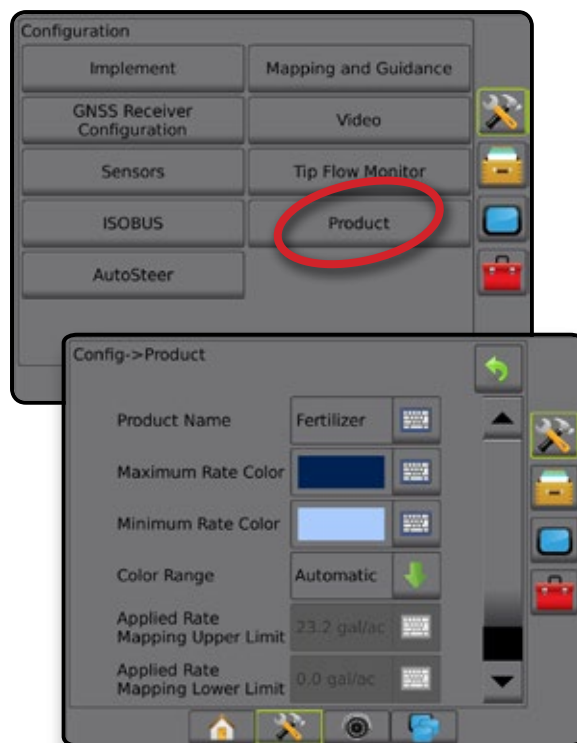 Configuration
Implement
Mapping and Guidance
GNSS Receiver
Configuration
Video
Sensors
Tip Flow Monitor
ISOBUS
Product
AutoSteer
Config->Product
Product Name
Fertilizer
Maximum Rate Color
Minimum Rate Color
Color Range
Automatic
Applied Rate
Mapping Upper Limit
23.2 gal/ac
Applied Rate
Mapping Lower Limit
0.0 gal/ac